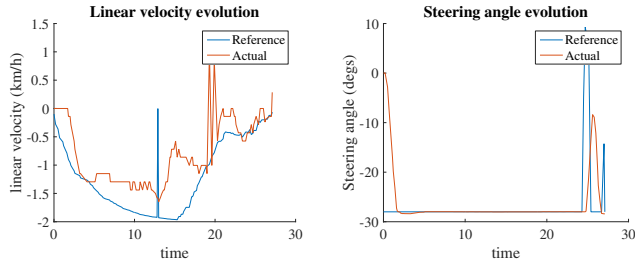 Linear velocity evolution
1.5
1
0.5
0
-0.5
-1
-1.5
-2
0
10
20
30
linear velocity (km/h)
time
Reference
Actual
Steering angle evolution
10
0
-10
-20
-30
0
10
20
30
Steering angle (degs)
time
Reference
Actual